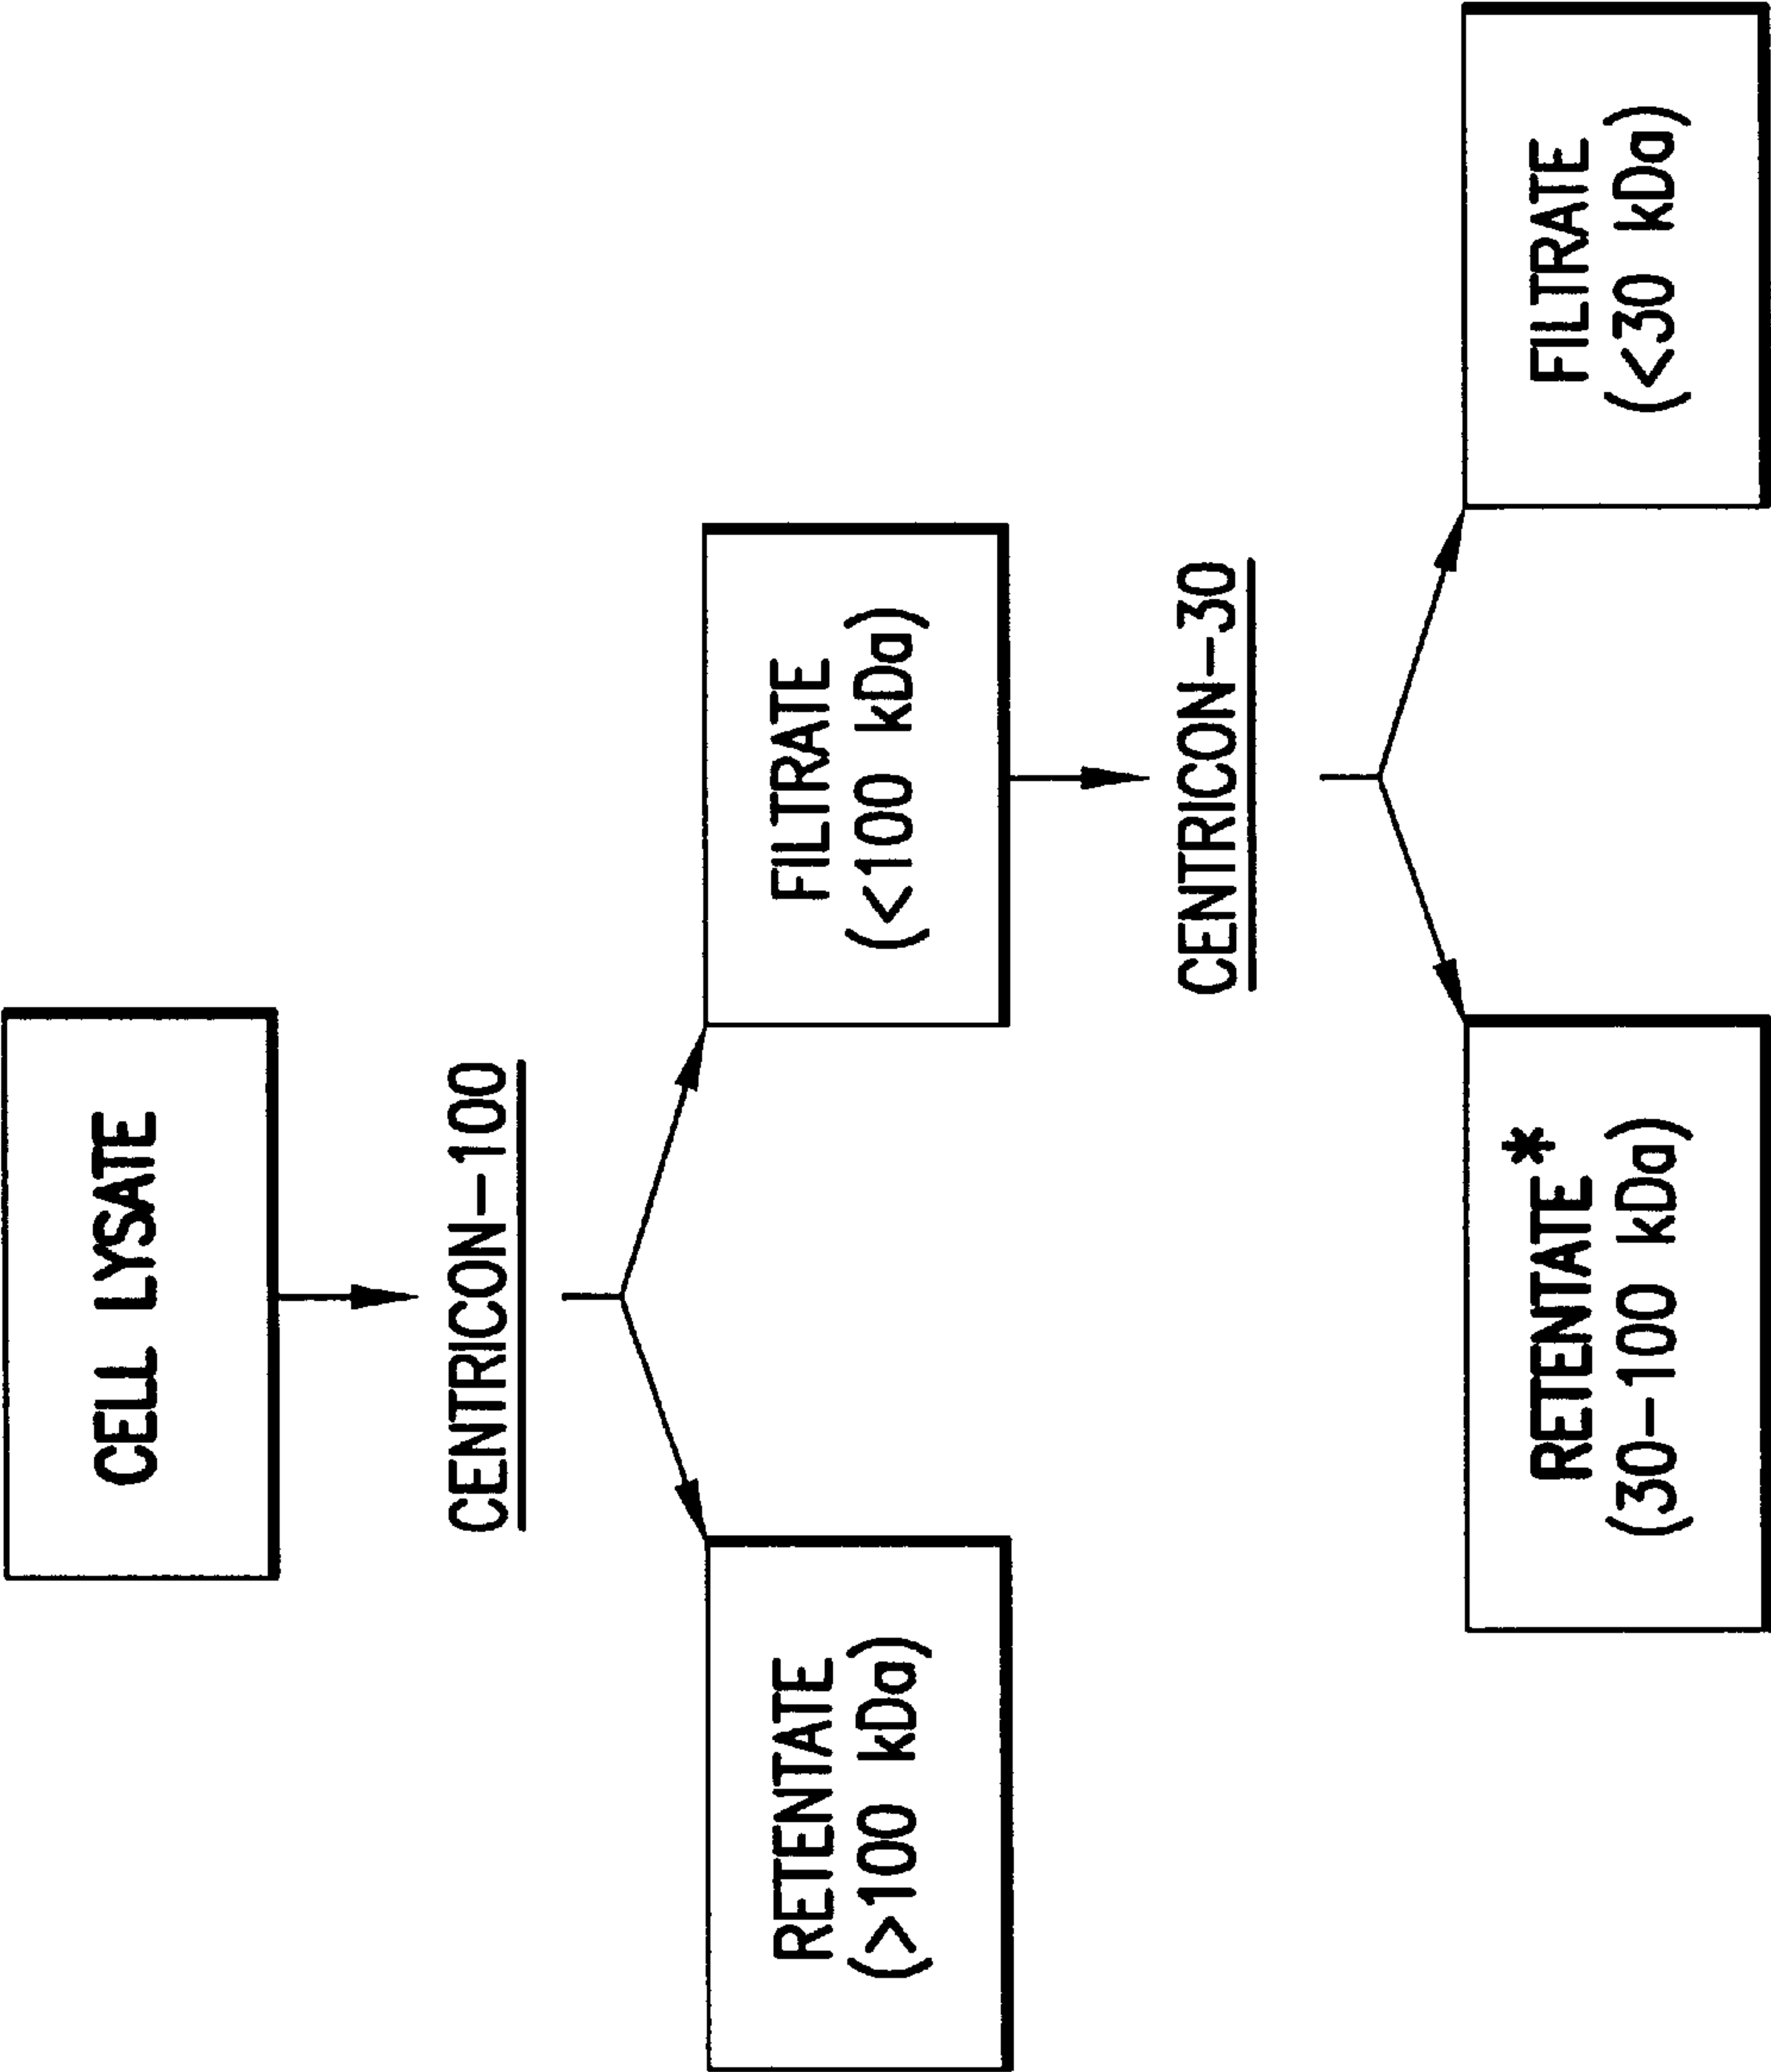 CELL LYSATE
CENTRICON-100
RETENTATE
(>100 kDa)
FILTRATE
(<100 kDa)
CENTRICON-30
RETENTATE*
(30-100 kDa)
FILTRATE
(<30 kDa)